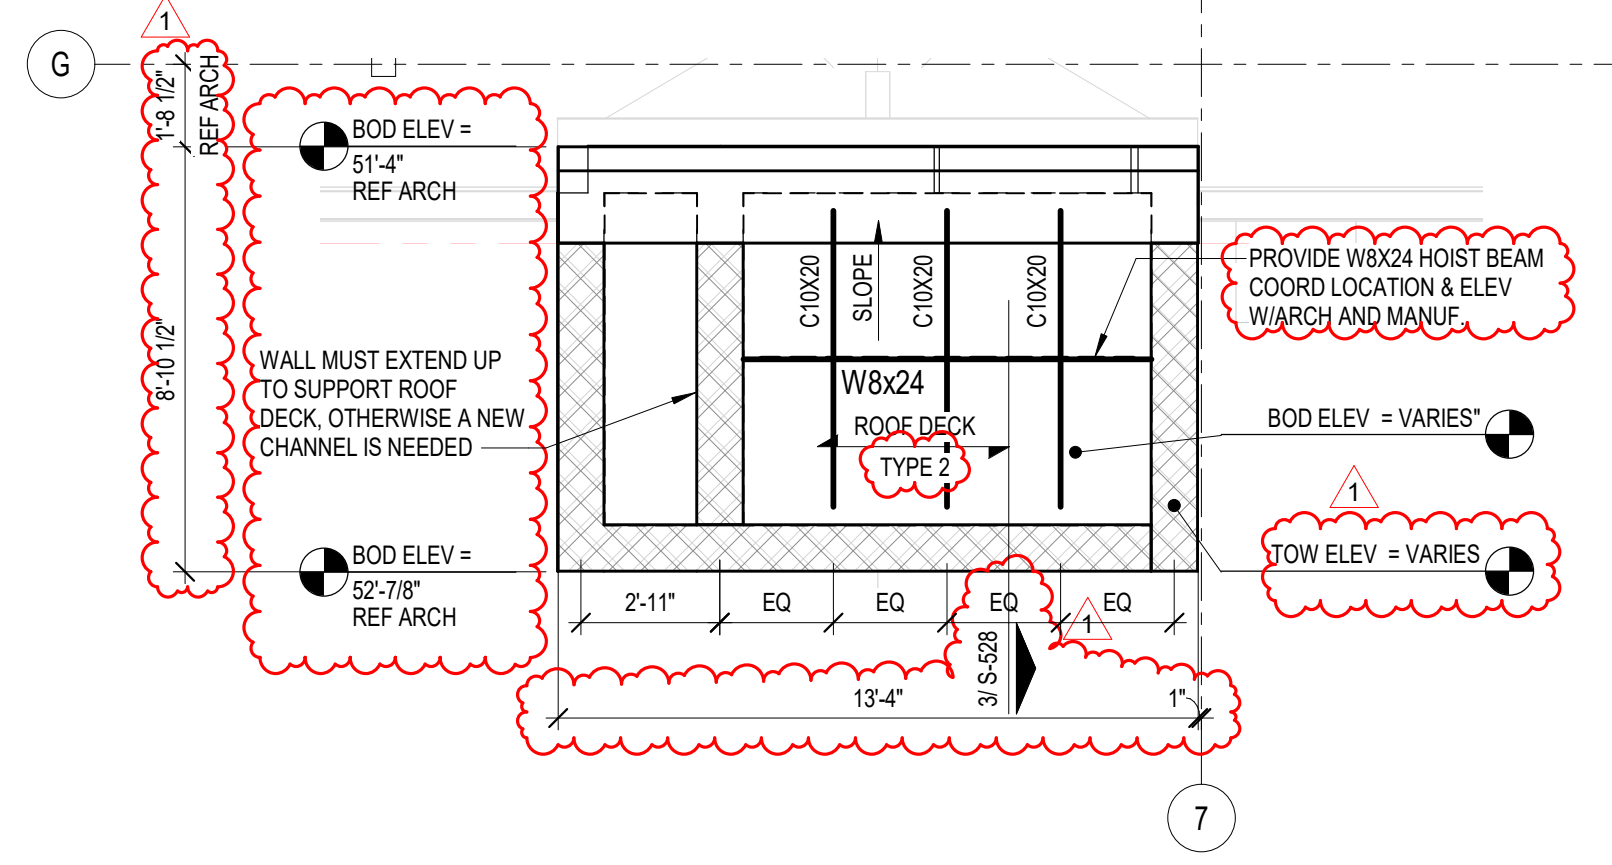 1
G
1'-8 1/2"
REF ARCH
BOD ELEV =
51'-4"
REF ARCH
8'-10 1/2"
WALL MUST EXTEND UP
TO SUPPORT ROOF
DECK, OTHERWISE A NEW
CHANNEL IS NEEDED
BOD ELEV =
52'-7/8"
REF ARCH
C10X20
SLOPE
C10X20
C10X20
W8x24
ROOF DECK
TYPE 2
PROVIDE W8X24 HOIST BEAM
COORD LOCATION & ELEV
W/ARCH AND MANUF.
BOD ELEV = VARIES"
1
TOW ELEV = VARIES
2'-11"
EQ
EQ
EQ
EQ
1
3/ S-528
13'-4"
1"
7